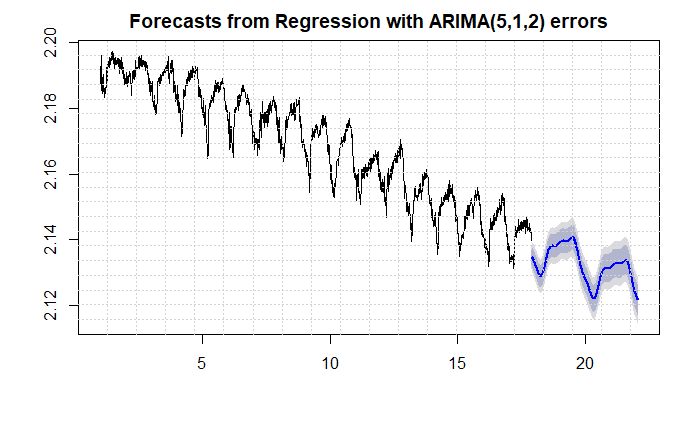 Forecasts from Regression with ARIMA(5,1,2) errors
2.20
2.18
2.16
2.14
2.12
5 10 15 20